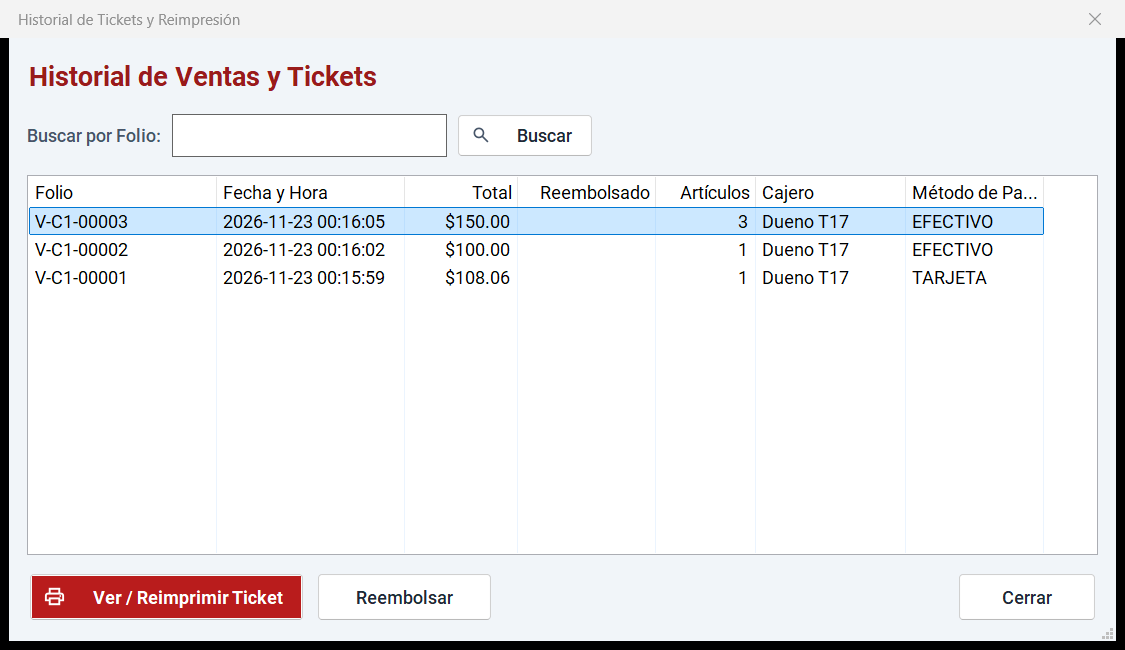 Historial de Tickets y Reimpresión
Historial de Ventas y Tickets
Buscar por Folio:
Buscar
Folio Fecha y Hora Total Reembolsado Artículos Cajero Método de Pa...
V-C1-00003 2026-11-23 00:16:05 $150.00 3 Dueno T17 EFECTIVO
V-C1-00002 2026-11-23 00:16:02 $100.00 1 Dueno T17 EFECTIVO
V-C1-00001 2026-11-23 00:15:59 $108.06 1 Dueno T17 TARJETA
Ver / Reimprimir Ticket Reembolsar Cerrar